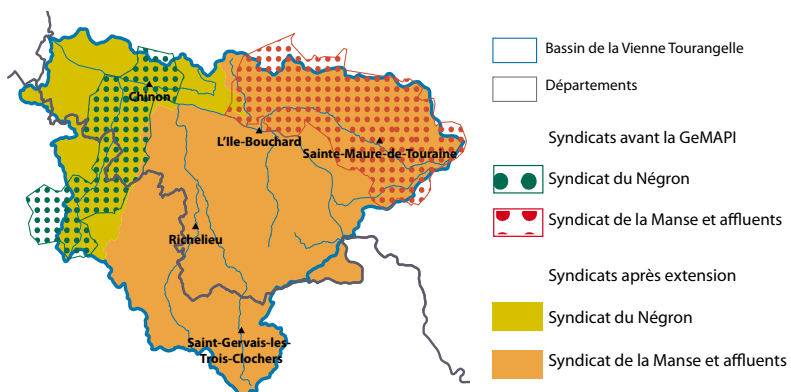 Chinon
L'Ile-Bouchard
Sainte-Maure-de-Touraine
Richelieu
Saint-Gervais-les-
Trois-Clochers
Bassin de la Vienne Tourangelle
Départements
Syndicats avant la GeMAPI
Syndicat du Négron
Syndicat de la Manse et affluents
Syndicats après extension
Syndicat du Négron
Syndicat de la Manse et affluents